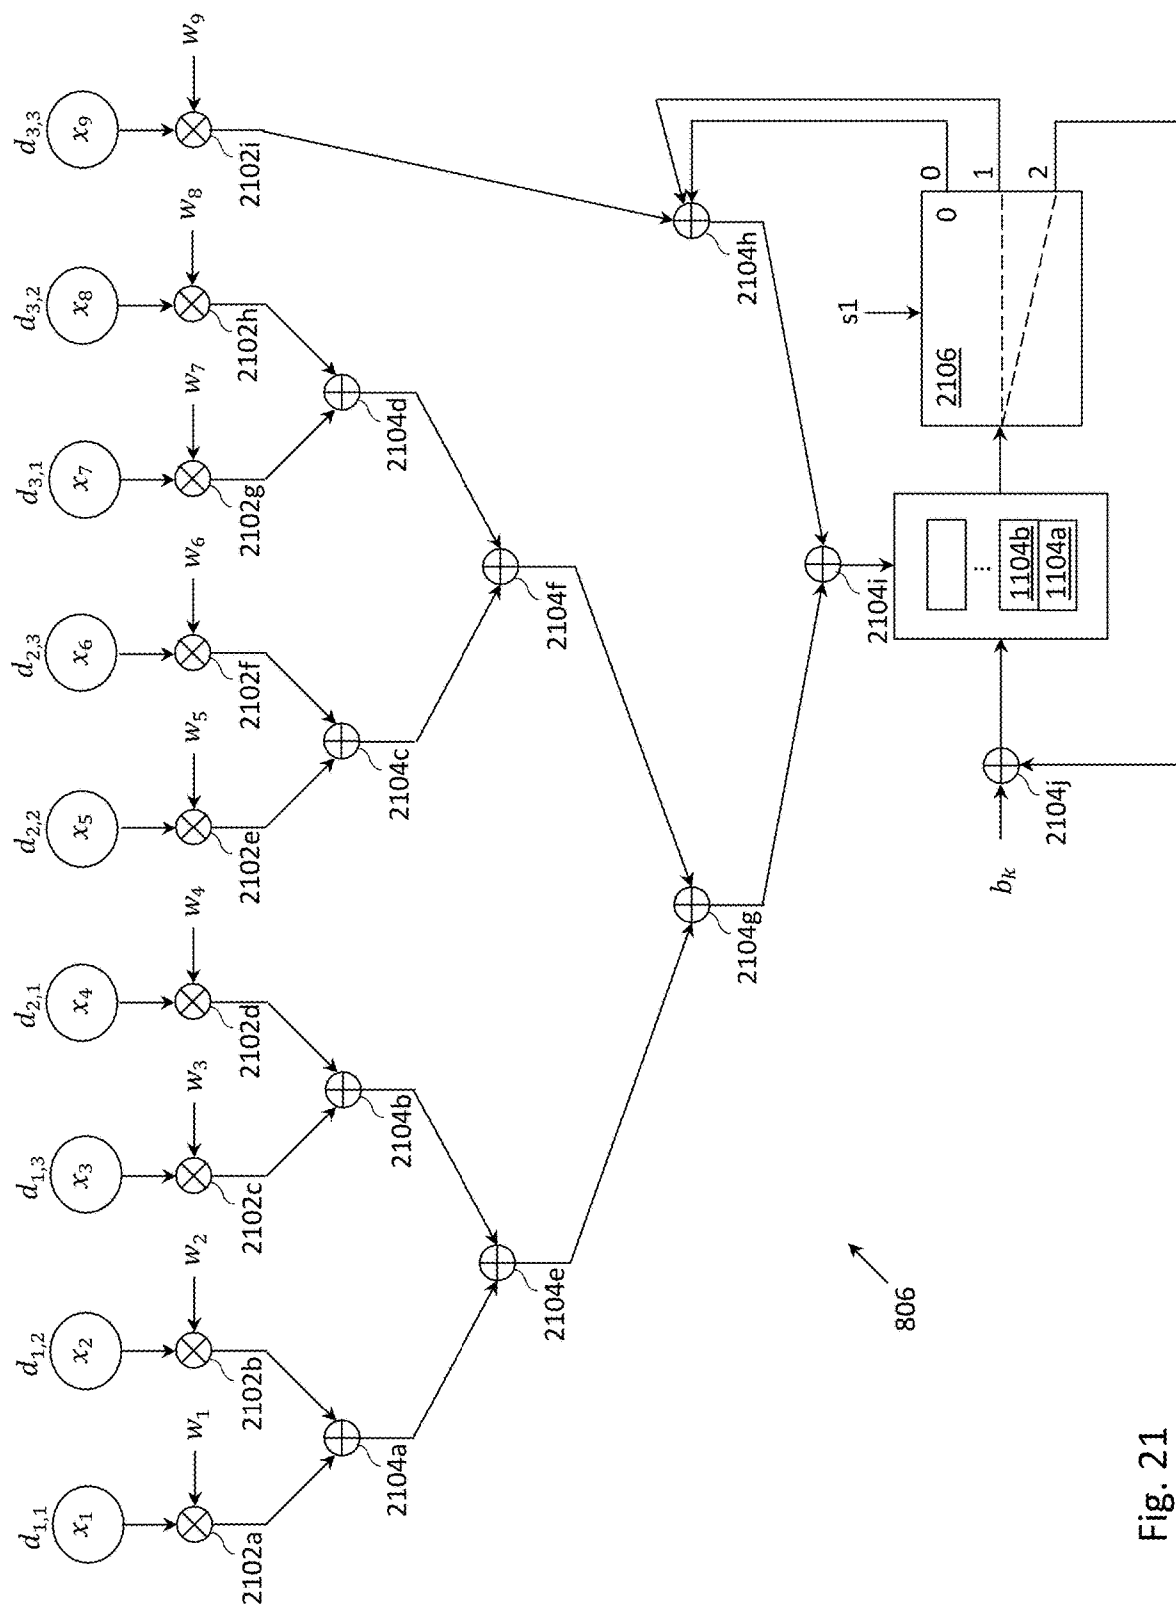 d1,1 d1,2 d1,3 d2,1 d2,2 d2,3 d3,1 d3,2 d3,3
x1 x2 x3 x4 x5 x6 x7 x8 x9
w1 w2 w3 w4 w5 w6 w7 w8 w9
2102a 2102b 2102c 2102d 2102e 2102f 2102g 2102h 2102i
2104a 2104b 2104c 2104d
2104e 2104f
2104g 2104h
2104i
s1
2106
0
0
1
2
1104b
1104a
bK
2104j
806
Fig. 21